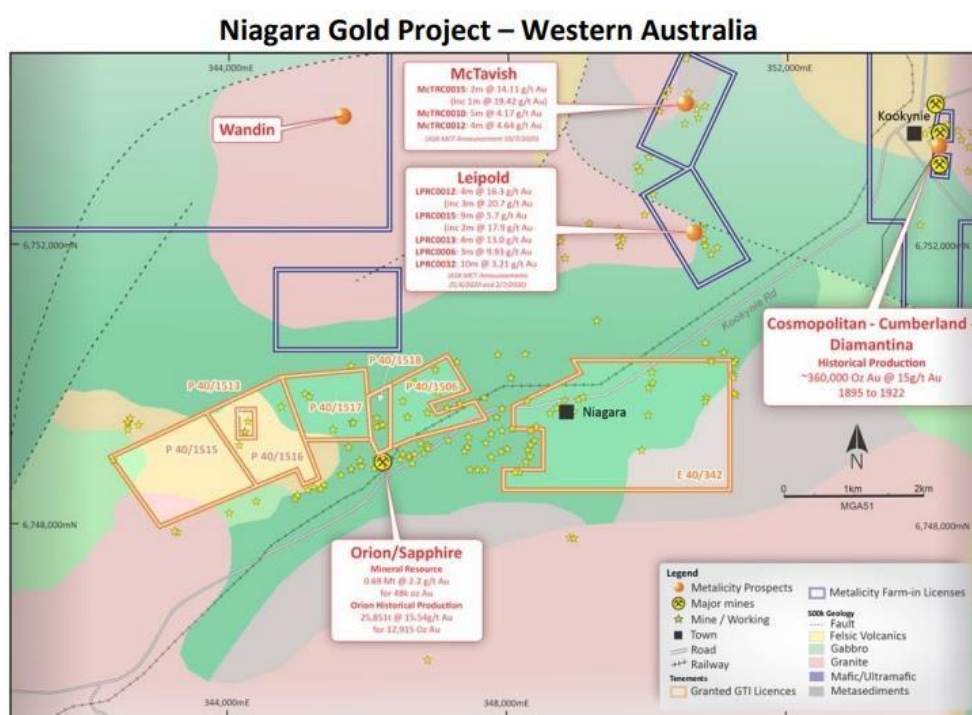 Niagara Gold Project – Western Australia
344,000mE
352,000mE
McTavish
McTRC0015: 2m @ 14.11 g/t Au
(inc 1m @ 19.42 g/t Au
McTRC0010: 5m @ 4.17 g/t Au
McTRC0012: 4m @ 4.64 g/t Au
Wandin
Kookynie
Leipold
LPRC0012: 4m @ 16.3 g/t Au
(inc 3m @ 20.7 g/t Au
LPRC0015: 9m @ 5.7 g/t Au
(inc 2m @ 17.9 g/t Au
LPRC0013: 4m @ 13.0 g/t Au
LPRC0006: 3m @ 9.93 g/t Au
LPRC0032: 10m @ 3.21 g/t Au
6,752,000mN
6,752,000mN
Kookynie Rd
Cosmopolitan - Cumberland -
Diamantina
Historical Production
~360,000 Oz Au @ 15g/t Au
1895 to 1922
P 40/1518
P 40/1513
P 40/1506
P 40/1517
Niagara
P 40/1515
P 40/1516
E 40/342
N
0 1km 2km
MGA51
6,748,000mN
6,748,000mN
Orion/Sapphire
Mineral Resource
0.69 Mt @ 2.2 g/t Au
for 48k oz Au
Orion Historical Production
25,851t @ 15.54g/t Au
for 12,915 Oz Au
Legend
Metalicity Prospects
Major mines
Mine / Working
Town
Road
Railway
Tenements
Granted GTI Licences
Metalicity Farm-in Licenses
500k Geology
Fault
Felsic Volcanics
Gabbro
Granite
Mafic/Ultramafic
Metasediments
344,000mE
348,000mE
352,000mE